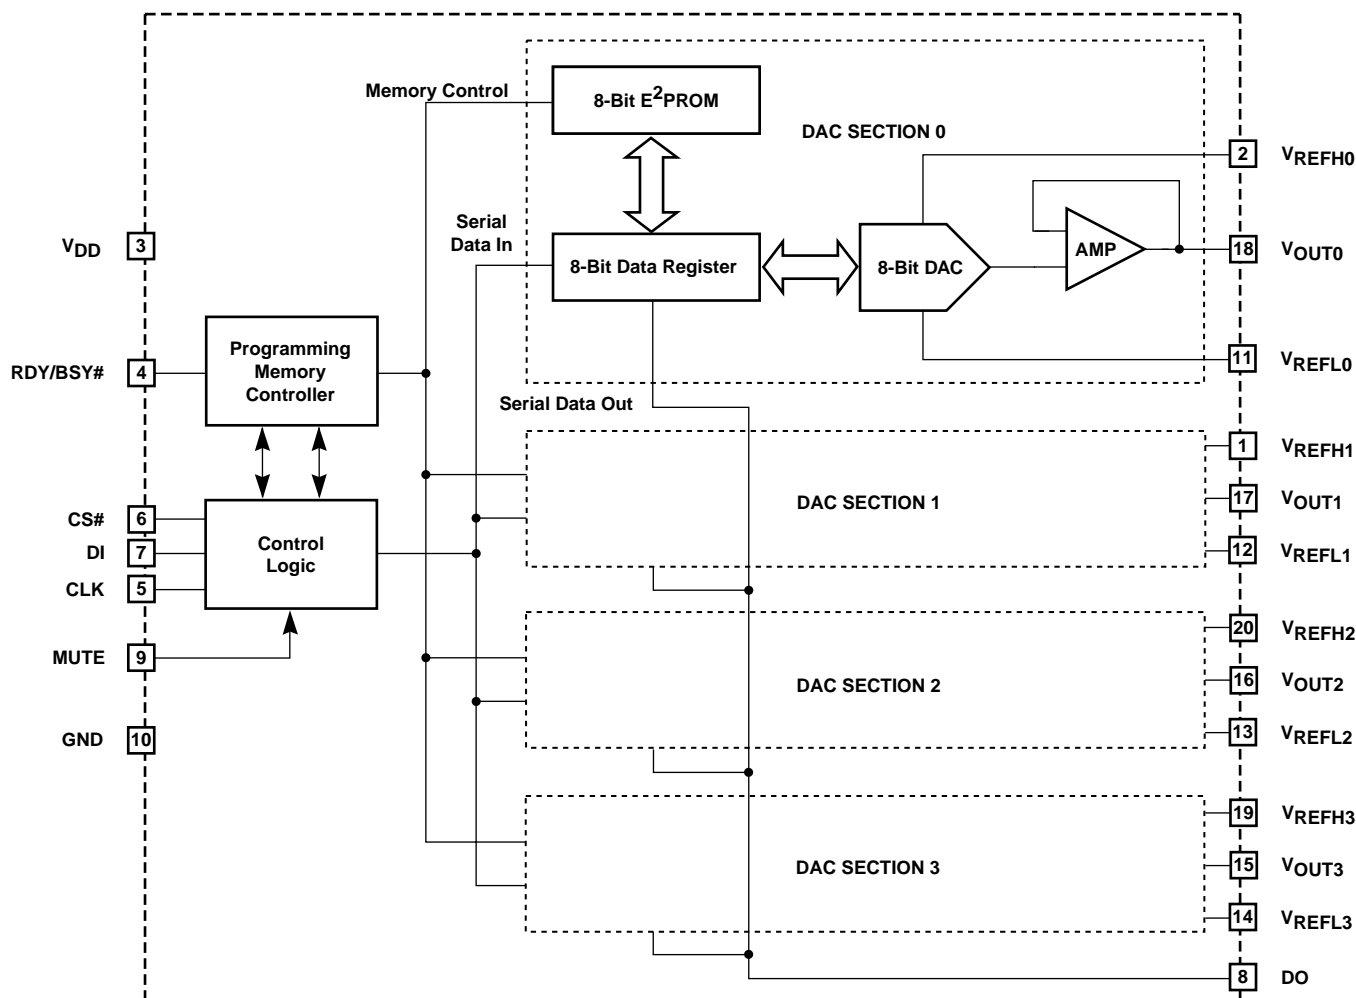 Memory Control
8-Bit E²PROM
DAC SECTION 0
2 VREFH0
Serial
Data In
VDD 3
8-Bit Data Register
8-Bit DAC
AMP
18 VOUT0
RDY/BSY# 4
Programming
Memory
Controller
11 VREFL0
Serial Data Out
1 VREFH1
DAC SECTION 1
17 VOUT1
12 VREFL1
CS# 6
DI 7
CLK 5
Control
Logic
MUTE 9
20 VREFH2
DAC SECTION 2
16 VOUT2
13 VREFL2
GND 10
19 VREFH3
DAC SECTION 3
15 VOUT3
14 VREFL3
8 DO